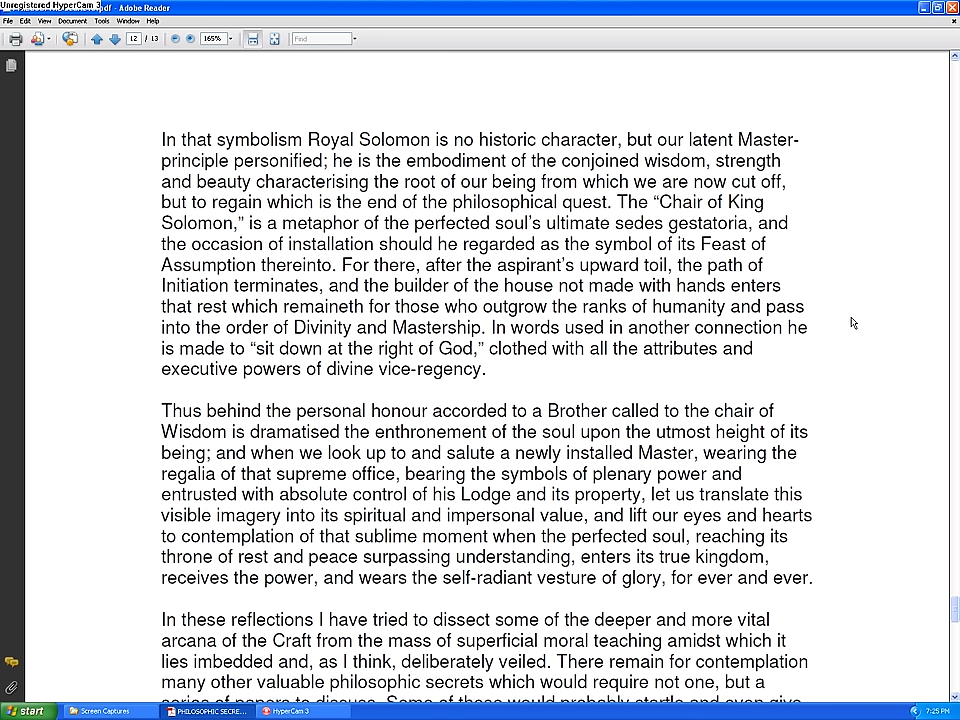 Unregistered HyperCam 3
.pdf - Adobe Reader
File Edit View Document Tools Window Help
12 / 13 165% Find
In that symbolism Royal Solomon is no historic character, but our latent Master-
principle personified; he is the embodiment of the conjoined wisdom, strength
and beauty characterising the root of our being from which we are now cut off,
but to regain which is the end of the philosophical quest. The “Chair of King
Solomon,” is a metaphor of the perfected soul’s ultimate sedes gestatoria, and
the occasion of installation should he regarded as the symbol of its Feast of
Assumption thereinto. For there, after the aspirant’s upward toil, the path of
Initiation terminates, and the builder of the house not made with hands enters
that rest which remaineth for those who outgrow the ranks of humanity and pass
into the order of Divinity and Mastership. In words used in another connection he
is made to “sit down at the right of God,” clothed with all the attributes and
executive powers of divine vice-regency.
Thus behind the personal honour accorded to a Brother called to the chair of
Wisdom is dramatised the enthronement of the soul upon the utmost height of its
being; and when we look up to and salute a newly installed Master, wearing the
regalia of that supreme office, bearing the symbols of plenary power and
entrusted with absolute control of his Lodge and its property, let us translate this
visible imagery into its spiritual and impersonal value, and lift our eyes and hearts
to contemplation of that sublime moment when the perfected soul, reaching its
throne of rest and peace surpassing understanding, enters its true kingdom,
receives the power, and wears the self-radiant vesture of glory, for ever and ever.
In these reflections I have tried to dissect some of the deeper and more vital
arcana of the Craft from the mass of superficial moral teaching amidst which it
lies imbedded and, as I think, deliberately veiled. There remain for contemplation
many other valuable philosophic secrets which would require not one, but a
series of papers to discuss. Some of these would probably startle and even give
start Screen Captures PHILOSOPHIC SECRE... HyperCam 3 7:25 PM